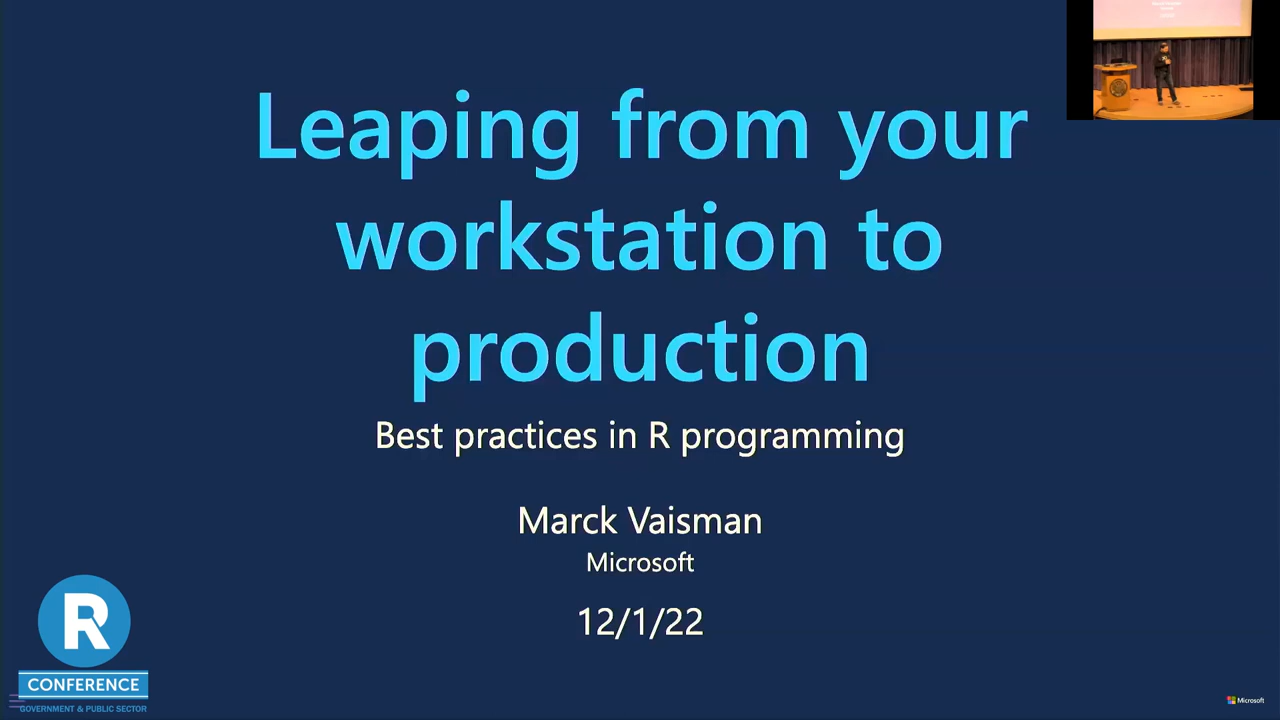 Leaping from your
workstation to
production
Best practices in R programming
Marck Vaisman
Microsoft
12/1/22
R
CONFERENCE
GOVERNMENT & PUBLIC SECTOR
Microsoft